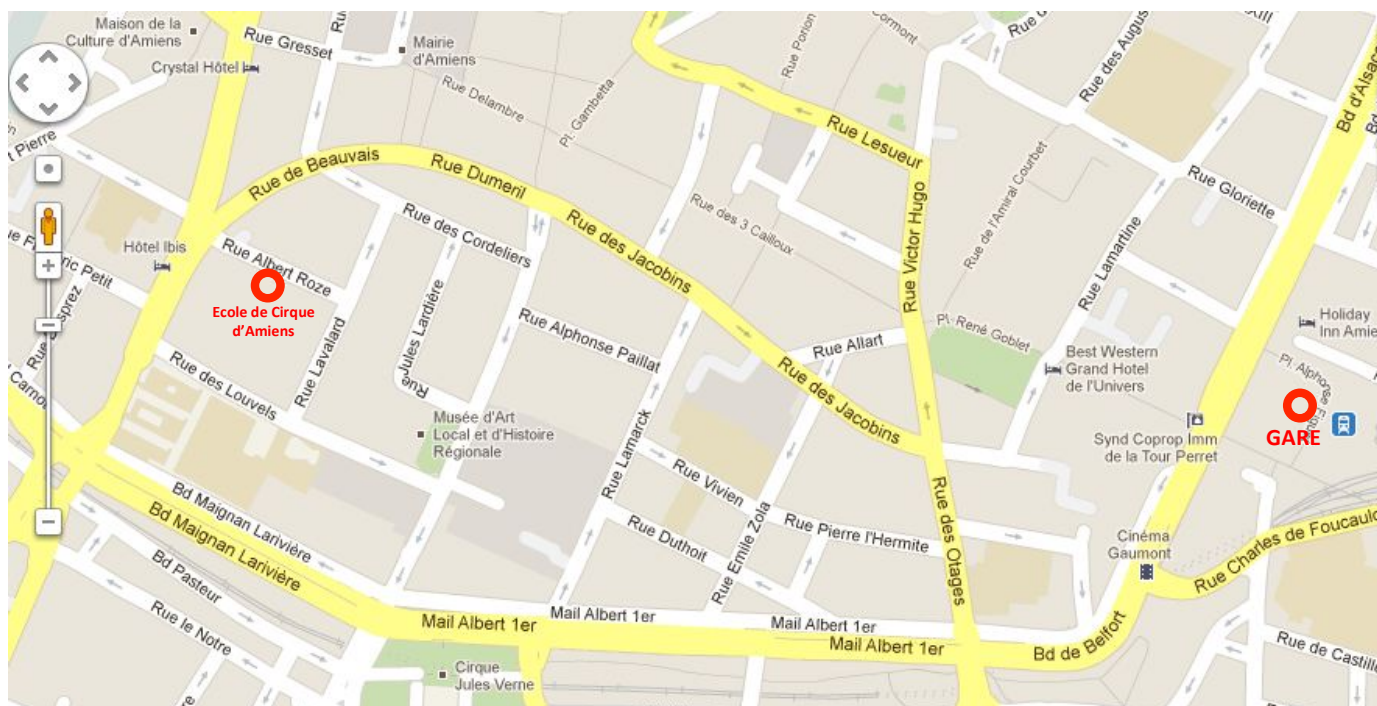 Maison de la
Culture d'Amiens
Rue Gresset
Crystal Hôtel
Mairie
d'Amiens
Rue Delambre
Pl. Gambetta
Cormont
Rue des Augus
Bd d'Alsac
Rue Lesueur
t Pierre
Rue de Beauvais
Rue Dumeril
Rue des Cordeliers
Rue des Jacobins
Rue des 3 Cailloux
Rue Victor Hugo
Rue de l'Amiral Courbet
Rue Gloriette
Rue Lamartine
Hôtel Ibis
Rue Albert Roze
Ecole de Cirque
d'Amiens
ric Petit
Rue Lavalard
Rue Jules Lardière
Rue Alphonse Paillat
Rue Allart
Pl. René Goblet
Best Western
Grand Hotel
de l'Univers
Holiday
Inn Amie
GARE
Synd Coprop Imm
de la Tour Perret
Rue des Jacobins
Carnot
Rue des Louvels
Musée d'Art
Local et d'Histoire
Régionale
Rue Lamarck
Rue Vivien
Rue Emile Zola
Rue Pierre l'Hermite
Rue Duthoit
Rue des Otages
Cinéma
Gaumont
Rue Charles de Foucaulc
Bd Maignan Larivière
Bd Maignan Larivière
Bd Pasteur
Rue le Notre
Mail Albert 1er
Mail Albert 1er
Mail Albert 1er
Mail Albert 1er
Bd de Belfort
Rue de Castille
Cirque
Jules Verne